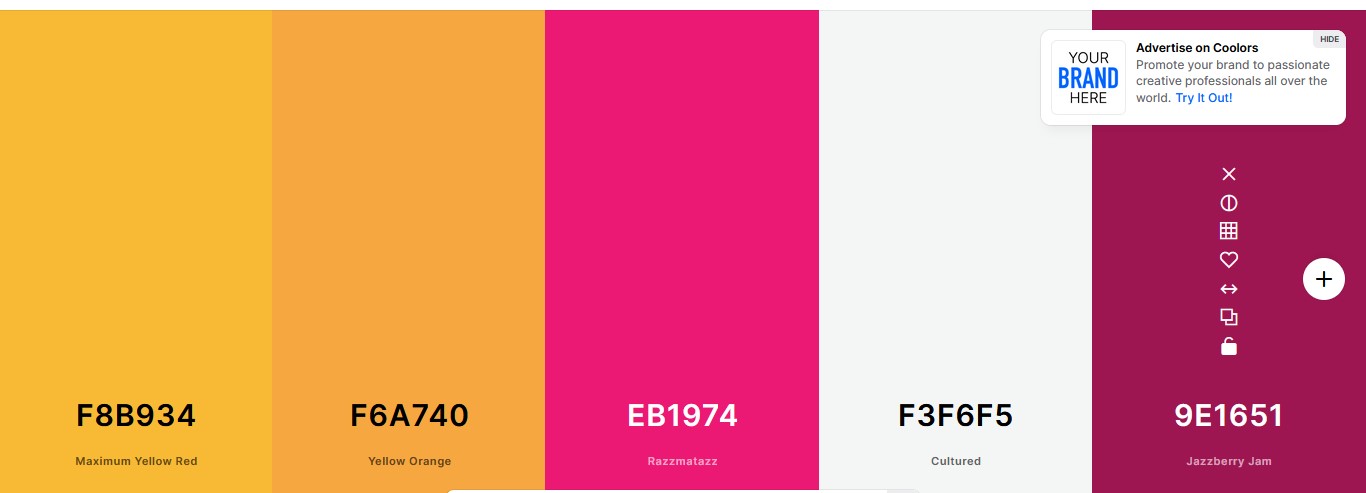 HIDE
YOUR
BRAND
HERE
Advertise on Coolors
Promote your brand to passionate
creative professionals all over the
world. Try It Out!
F8B934
F6A740
EB1974
F3F6F5
9E1651
Maximum Yellow Red
Yellow Orange
Razzmatazz
Cultured
Jazzberry Jam